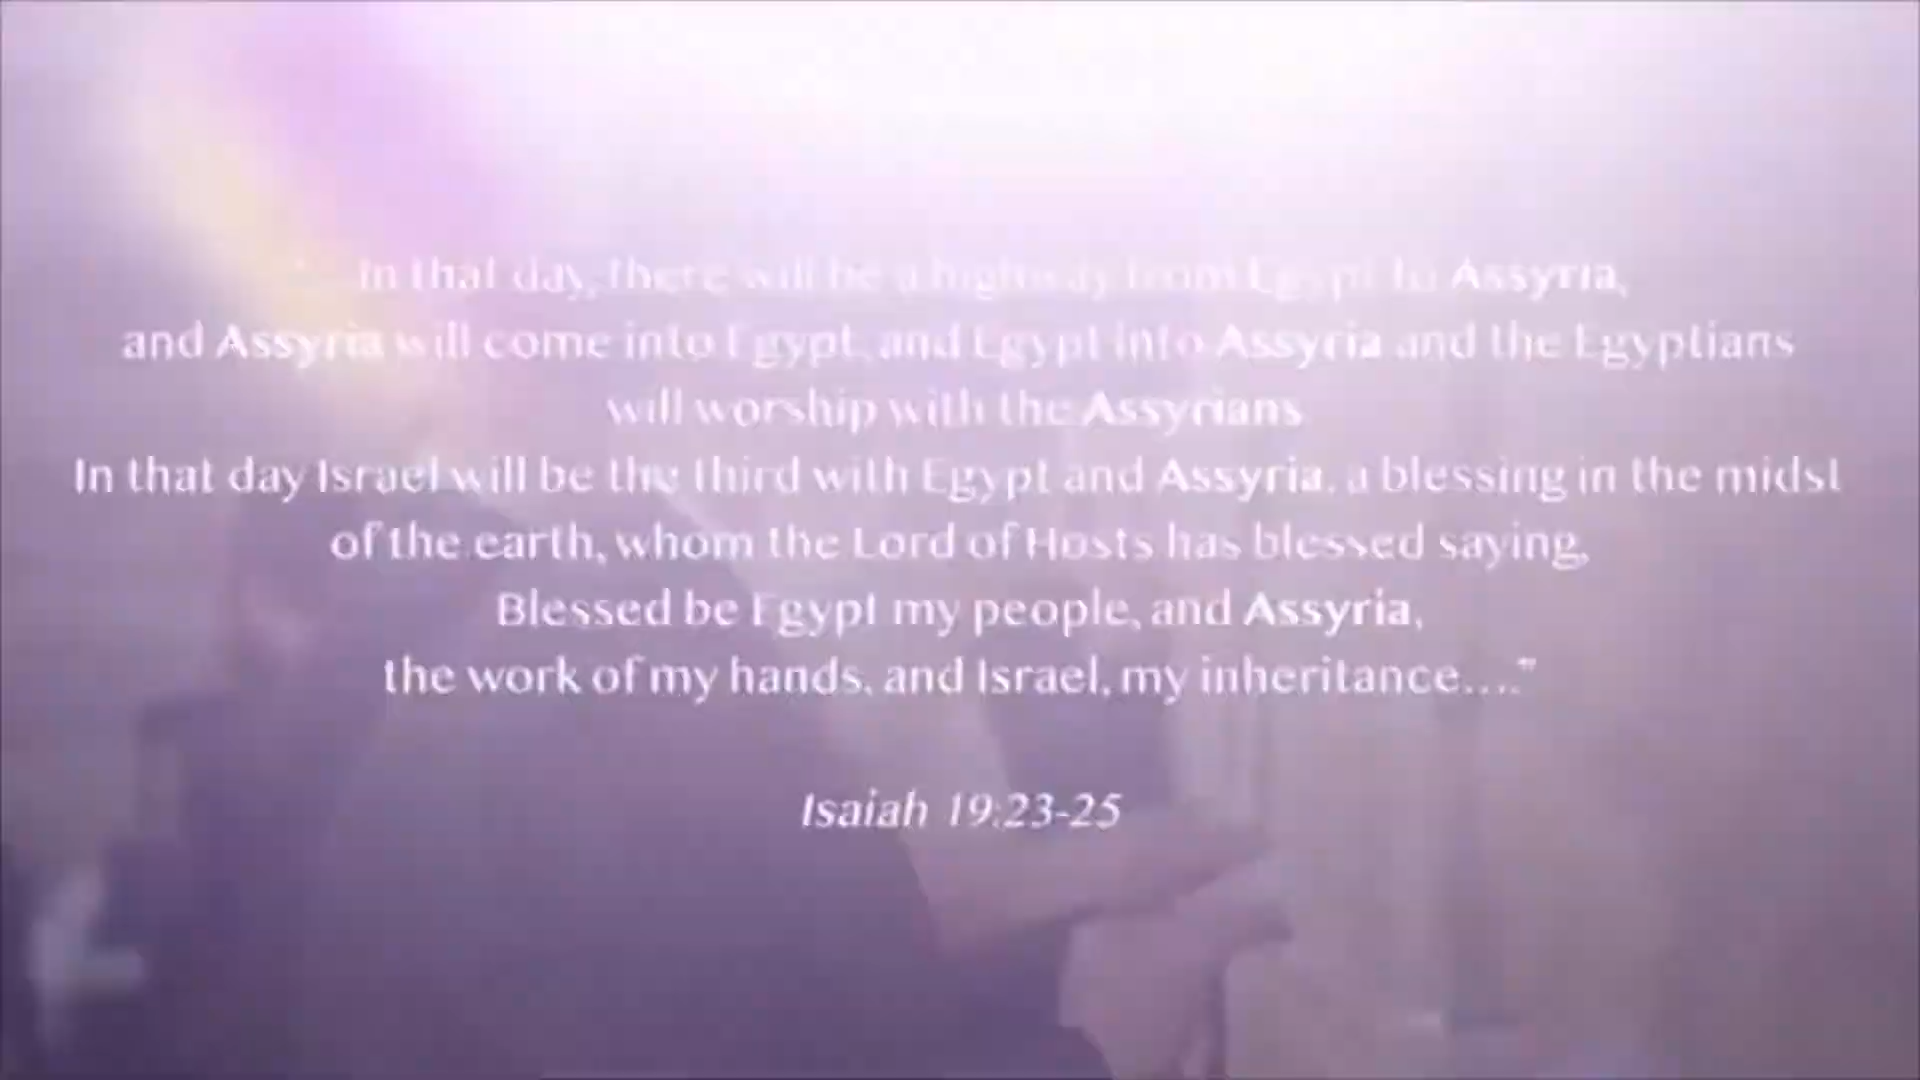 "... In that day, there will be a highway from Egypt to Assyria,
and Assyria will come into Egypt, and Egypt into Assyria and the Egyptians
will worship with the Assyrians
In that day Israel will be the third with Egypt and Assyria, a blessing in the midst
of the earth, whom the Lord of Hosts has blessed saying,
Blessed be Egypt my people, and Assyria,
the work of my hands, and Israel, my inheritance...."
Isaiah 19:23-25